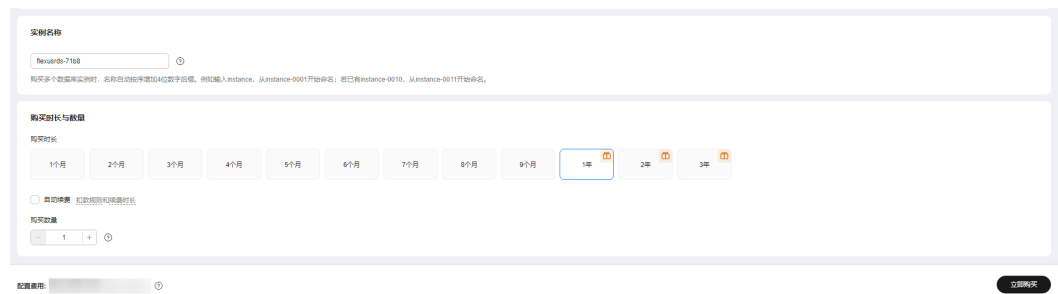 实例名称
flexusrds-71b8
购买多个数据库实例时，名称自动按序增加4位数字后缀。例如输入instance，从instance-0001开始命名；若已有instance-0010，从instance-0011开始命名。
购买时长与数量
购买时长
1个月 2个月 3个月 4个月 5个月 6个月 7个月 8个月 9个月 1年 2年 3年
自动续费 扣款规则和续费时长
购买数量
1
配置费用:
立即购买